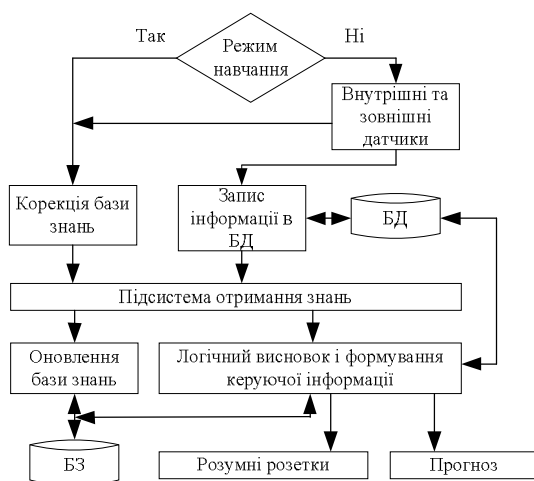 Так
Ні
Режим
навчання
Внутрішні та
зовнішні
датчики
Корекція бази
знань
Запис
інформації в
БД
БД
Підсистема отримання знань
Оновлення
бази знань
Логічний висновок і формування
керуючої інформації
БЗ
Розумні розетки
Прогноз